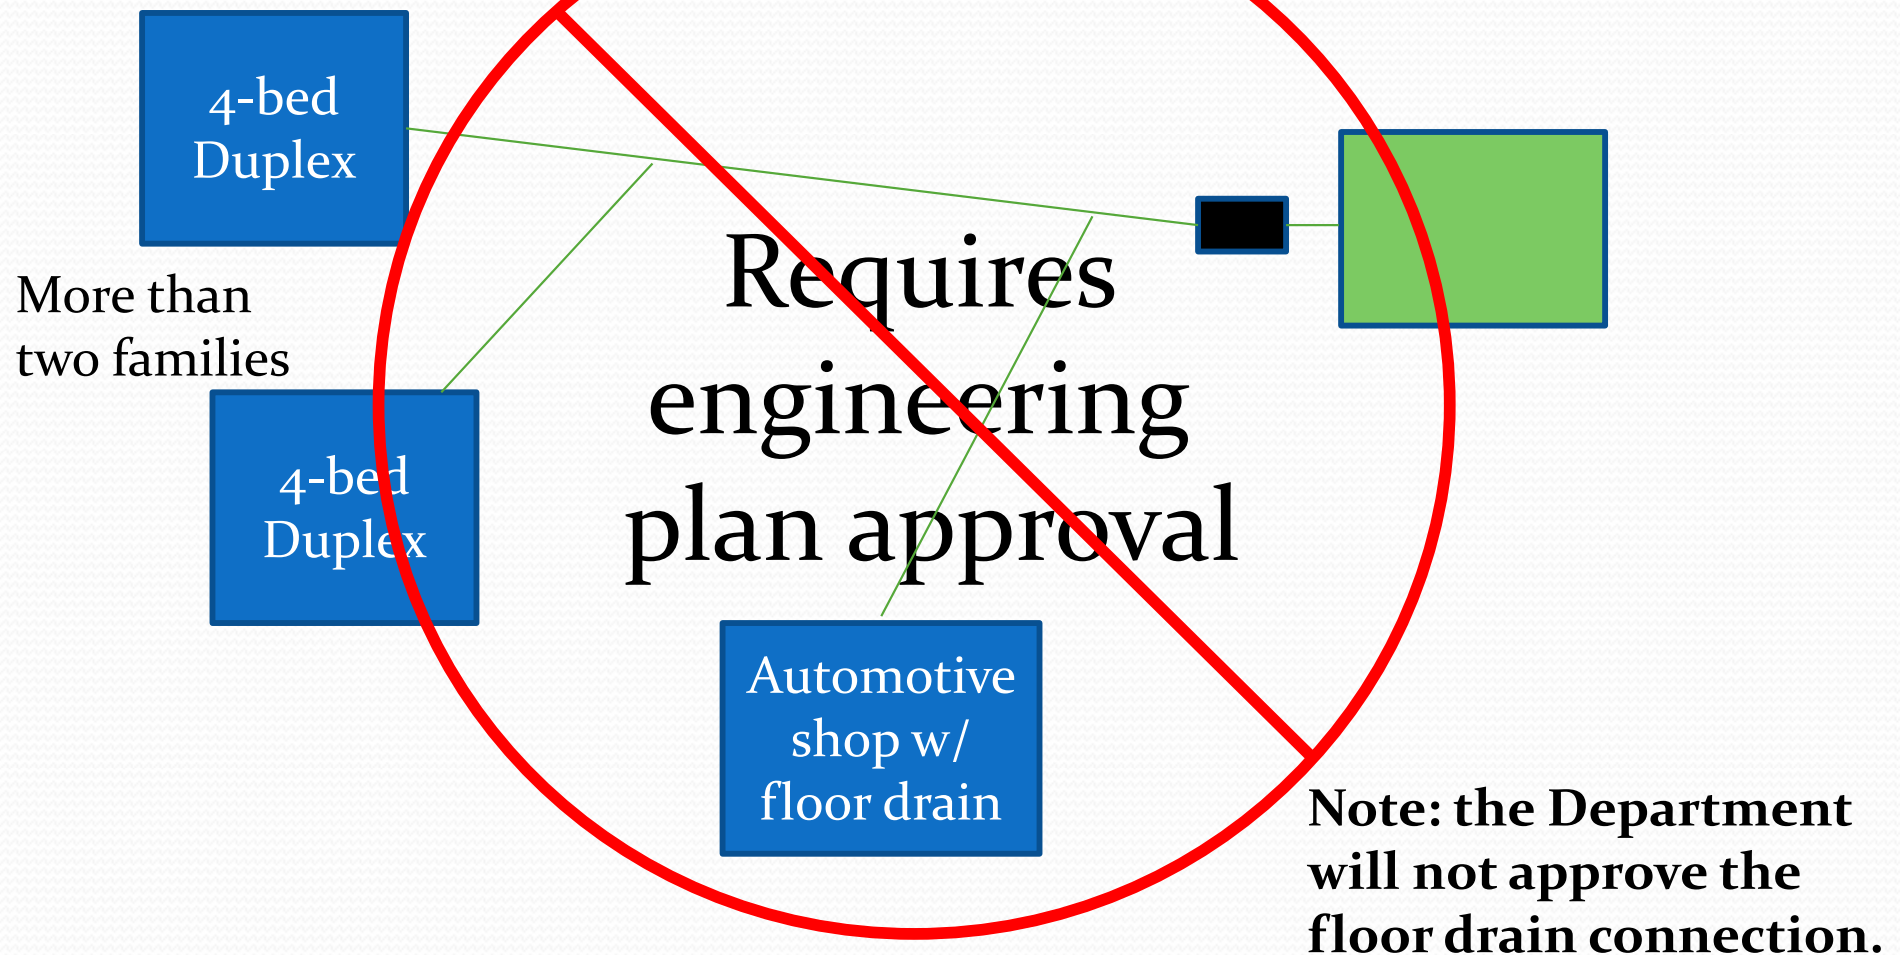 4-bed
Duplex
More than
two families
4-bed
Duplex
Requires
engineering
plan approval
Automotive
shop w/
floor drain
Note: the Department
will not approve the
floor drain connection.